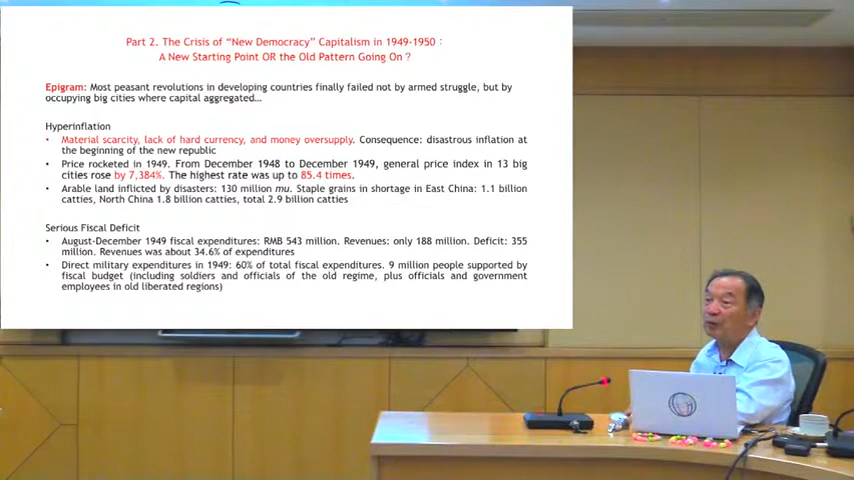 Part 2. The Crisis of “New Democracy” Capitalism in 1949-1950：
A New Starting Point OR the Old Pattern Going On？
Epigram: Most peasant revolutions in developing countries finally failed not by armed struggle, but by
occupying big cities where capital aggregated…
Hyperinflation
• Material scarcity, lack of hard currency, and money oversupply. Consequence: disastrous inflation at
the beginning of the new republic
• Price rocketed in 1949. From December 1948 to December 1949, general price index in 13 big
cities rose by 7,384%. The highest rate was up to 85.4 times.
• Arable land inflicted by disasters: 130 million mu. Staple grains in shortage in East China: 1.1 billion
catties, North China 1.8 billion catties, total 2.9 billion catties
Serious Fiscal Deficit
• August-December 1949 fiscal expenditures: RMB 543 million. Revenues: only 188 million. Deficit: 355
million. Revenues was about 34.6% of expenditures
• Direct military expenditures in 1949: 60% of total fiscal expenditures. 9 million people supported by
fiscal budget (including soldiers and officials of the old regime, plus officials and government
employees in old liberated regions)